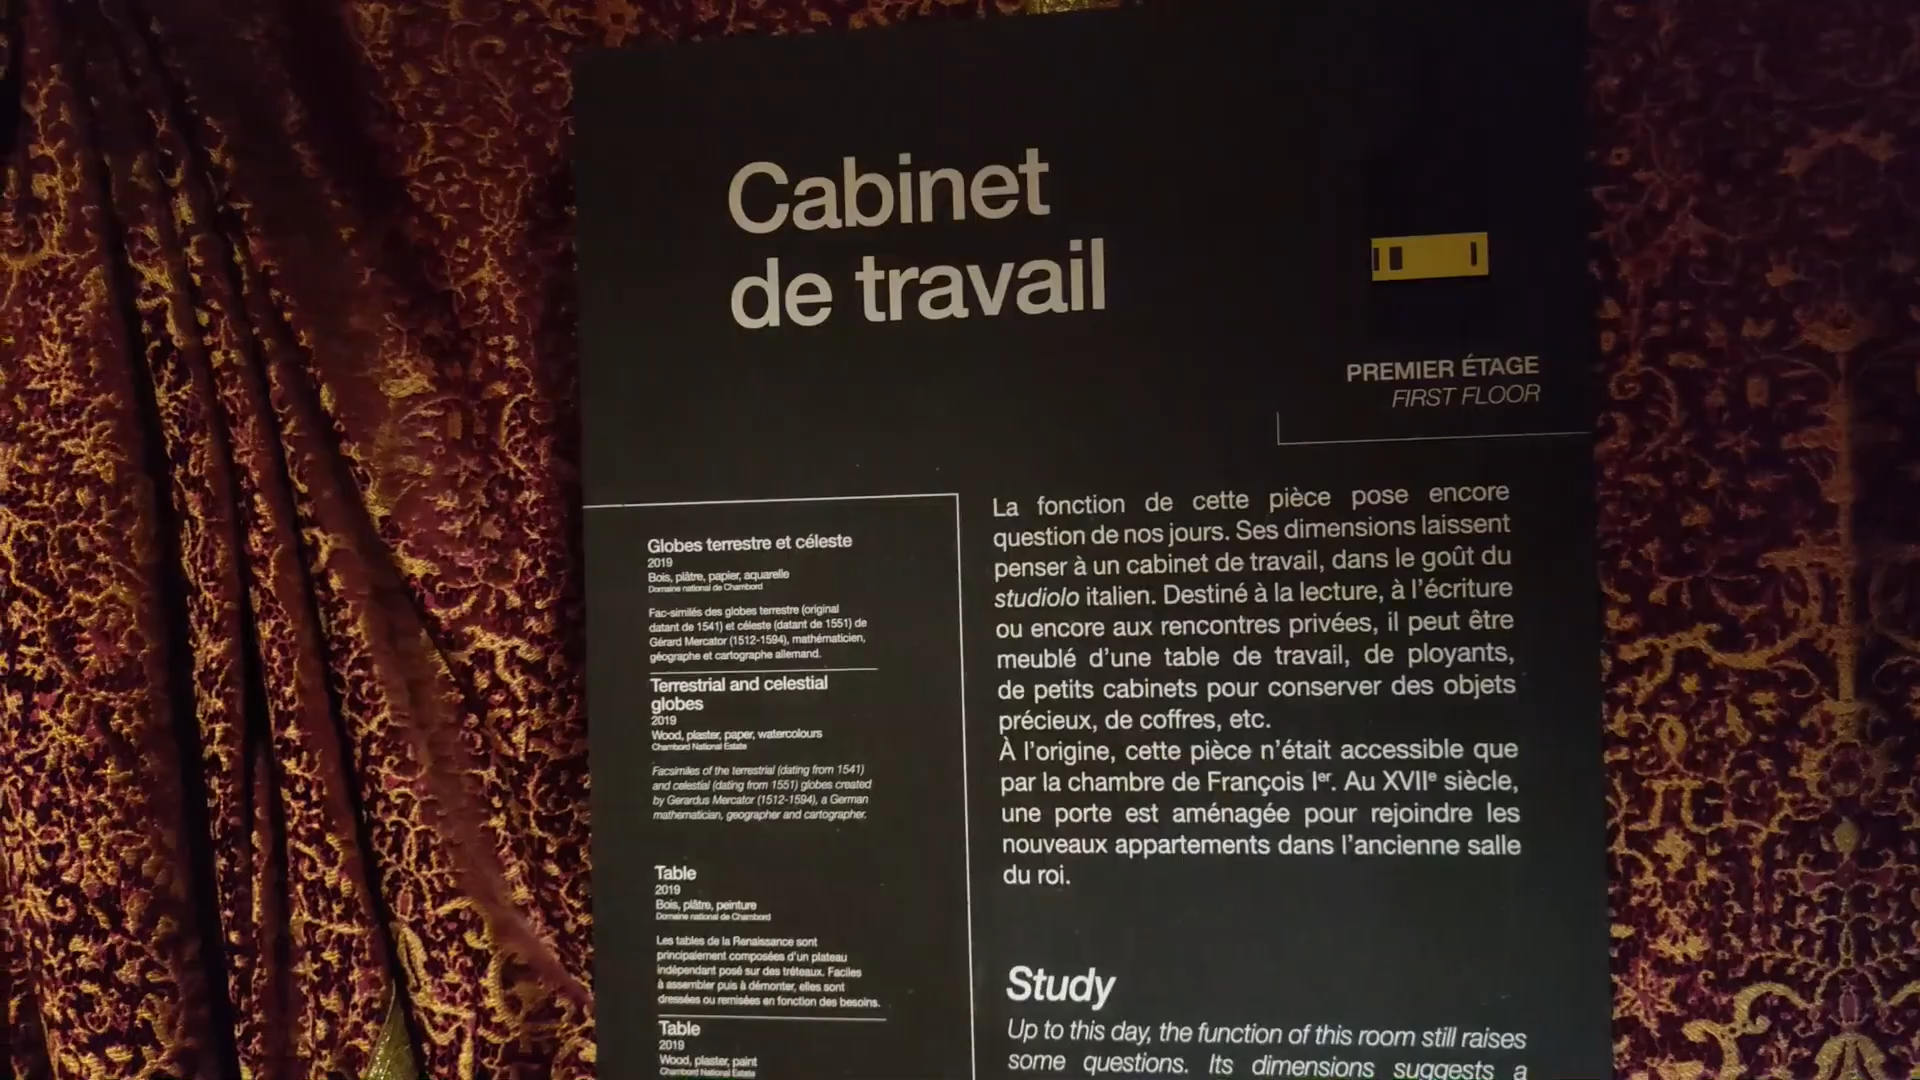 Cabinet
de travail
PREMIER ÉTAGE
FIRST FLOOR
Globes terrestre et céleste
2019
Bois, plâtre, papier, aquarelle
Domaine national de Chambord
Fac-similés des globes terrestre (original
datant de 1541) et céleste (datant de 1551) de
Gérard Mercator (1512-1594), mathématicien,
géographe et cartographe allemand.
Terrestrial and celestial
globes
2019
Wood, plaster, paper, watercolours
Chambord National Estate
Facsimiles of the terrestrial (dating from 1541)
and celestial (dating from 1551) globes created
by Gerardus Mercator (1512-1594), a German
mathematician, geographer and cartographer.
Table
2019
Bois, plâtre, peinture
Domaine national de Chambord
Les tables de la Renaissance sont
principalement composées d'un plateau
indépendant posé sur des tréteaux. Faciles
à assembler puis à démonter, elles sont
dressées ou remisées en fonction des besoins.
Table
2019
Wood, plaster, paint
Chambord National Estate
La fonction de cette pièce pose encore
question de nos jours. Ses dimensions laissent
penser à un cabinet de travail, dans le goût du
studiolo italien. Destiné à la lecture, à l'écriture
ou encore aux rencontres privées, il peut être
meublé d'une table de travail, de ployants,
de petits cabinets pour conserver des objets
précieux, de coffres, etc.
À l'origine, cette pièce n'était accessible que
par la chambre de François Ier. Au XVIIe siècle,
une porte est aménagée pour rejoindre les
nouveaux appartements dans l'ancienne salle
du roi.
Study
Up to this day, the function of this room still raises
some questions. Its dimensions suggests a